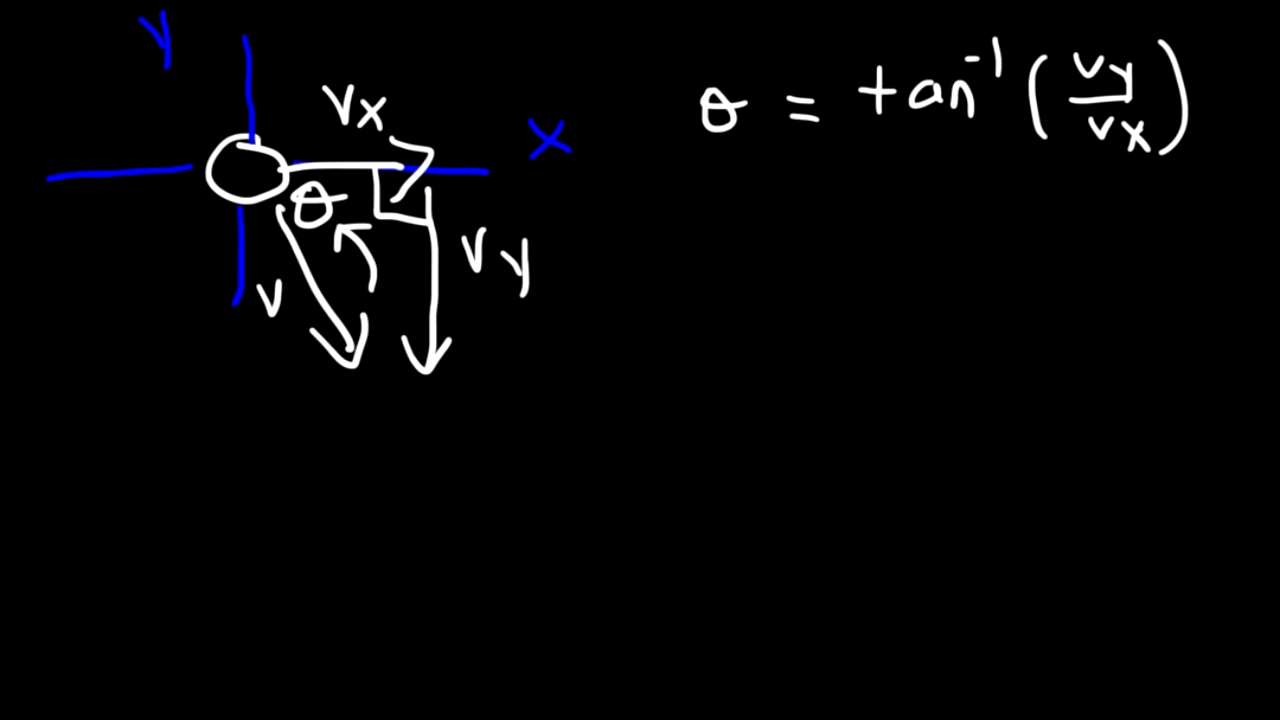 y
vx
x
θ
v
vy
θ = tan⁻¹ (vy/vx)